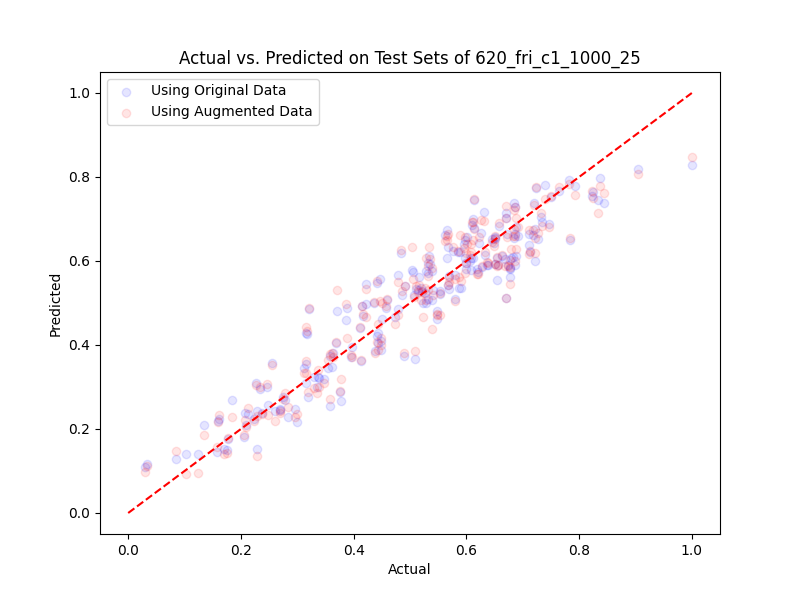 Actual vs. Predicted on Test Sets of 620_fri_c1_1000_25
Using Original Data
Using Augmented Data
1.0
0.8
0.6
0.4
0.2
0.0
Predicted
0.0 0.2 0.4 0.6 0.8 1.0
Actual